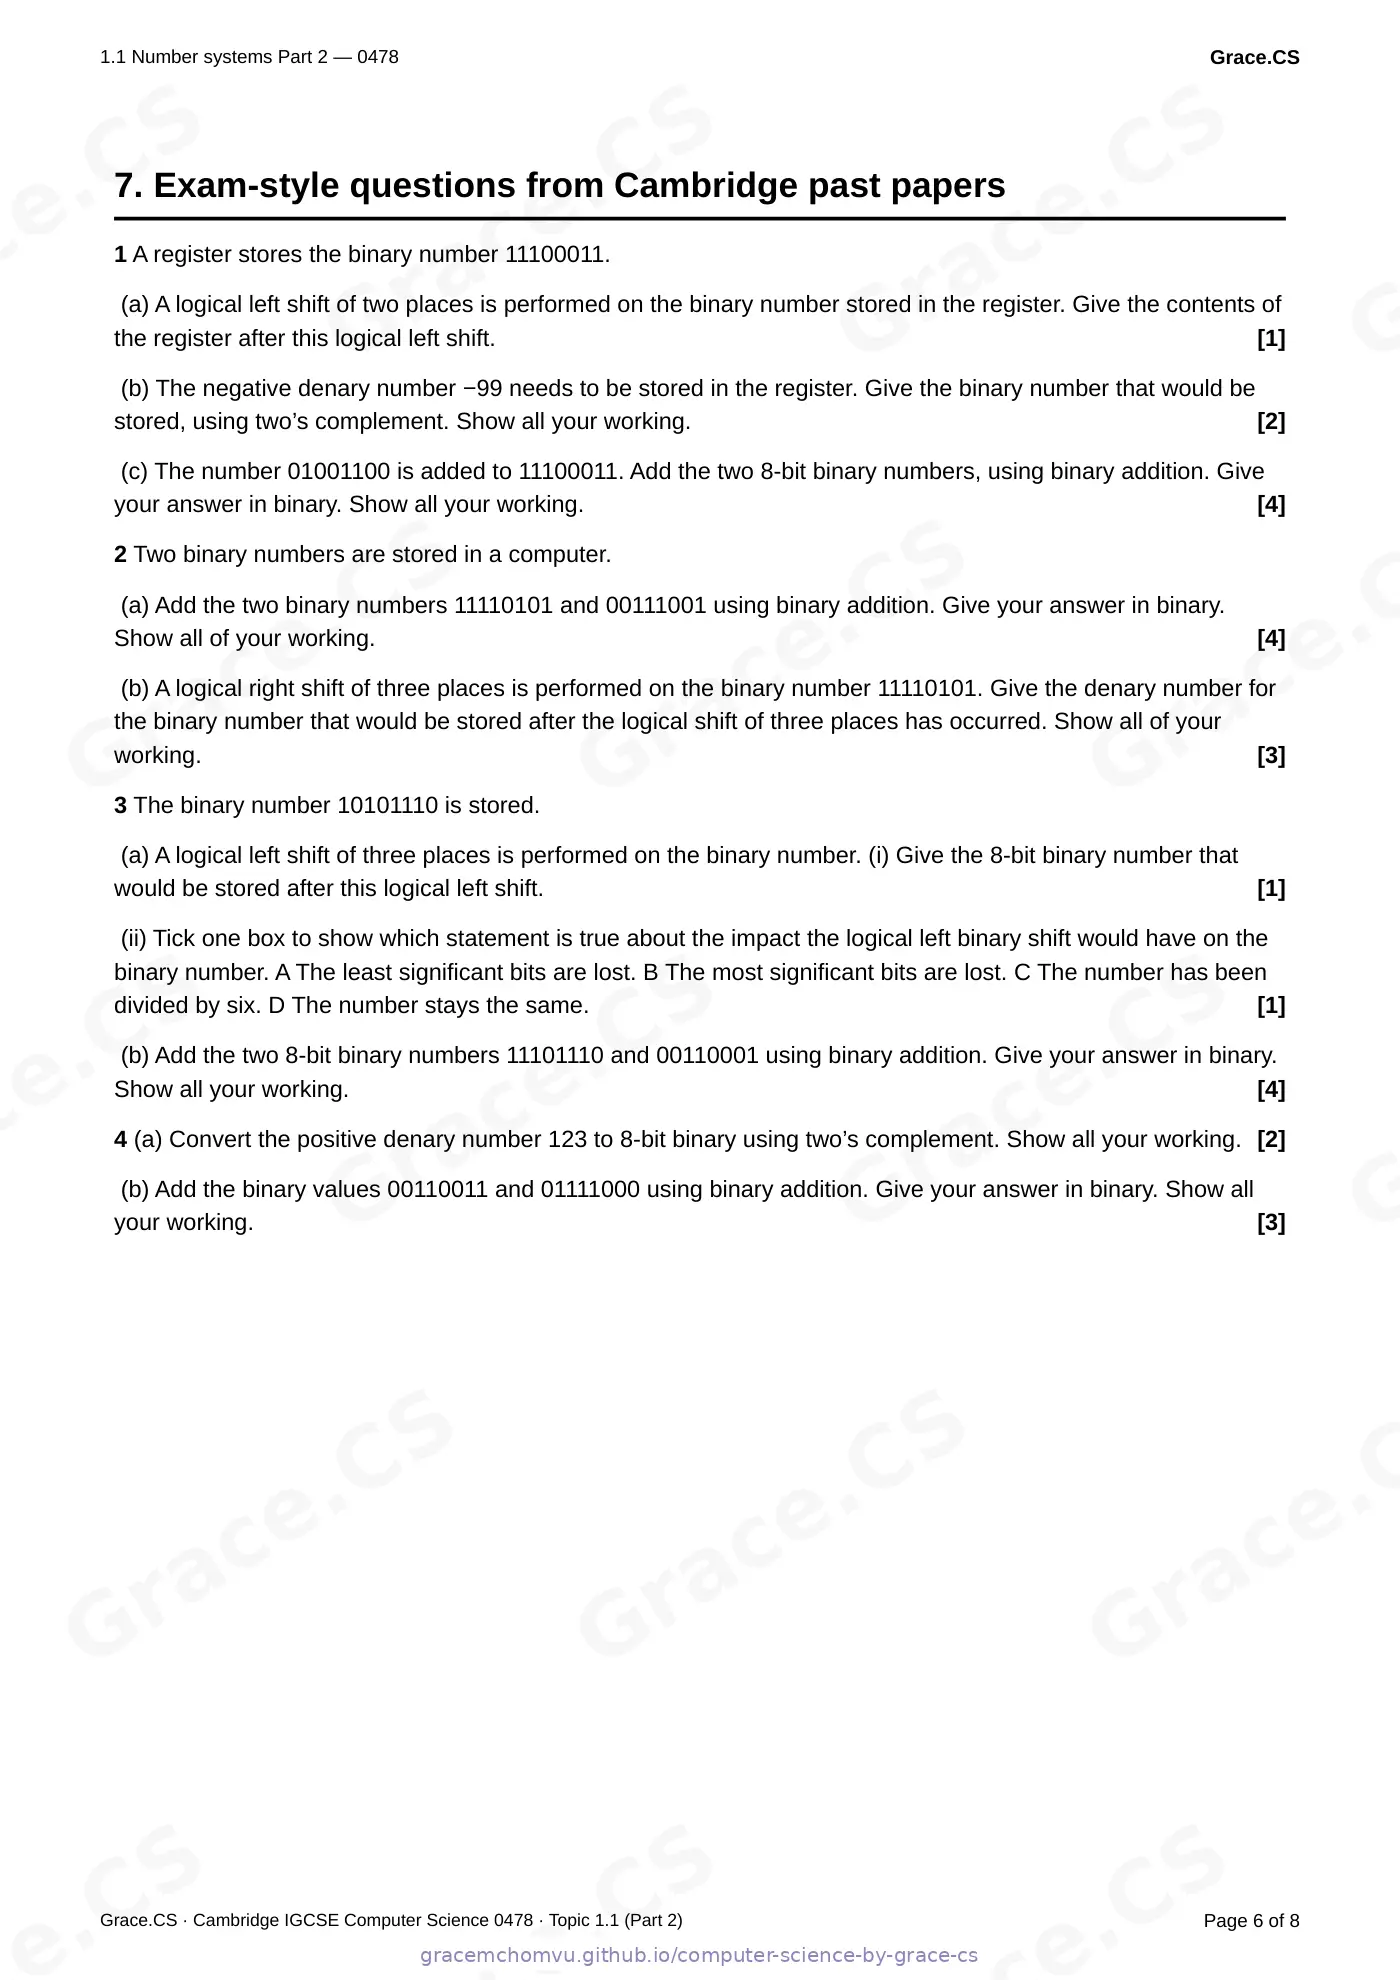 1.1 Number systems Part 2 — 0478
Grace.CS
7. Exam-style questions from Cambridge past papers
1 A register stores the binary number 11100011.
(a) A logical left shift of two places is performed on the binary number stored in the register. Give the contents of
the register after this logical left shift. [1]
(b) The negative denary number −99 needs to be stored in the register. Give the binary number that would be
stored, using two’s complement. Show all your working. [2]
(c) The number 01001100 is added to 11100011. Add the two 8-bit binary numbers, using binary addition. Give
your answer in binary. Show all your working. [4]
2 Two binary numbers are stored in a computer.
(a) Add the two binary numbers 11110101 and 00111001 using binary addition. Give your answer in binary.
Show all of your working. [4]
(b) A logical right shift of three places is performed on the binary number 11110101. Give the denary number for
the binary number that would be stored after the logical shift of three places has occurred. Show all of your
working. [3]
3 The binary number 10101110 is stored.
(a) A logical left shift of three places is performed on the binary number. (i) Give the 8-bit binary number that
would be stored after this logical left shift. [1]
(ii) Tick one box to show which statement is true about the impact the logical left binary shift would have on the
binary number. A The least significant bits are lost. B The most significant bits are lost. C The number has been
divided by six. D The number stays the same. [1]
(b) Add the two 8-bit binary numbers 11101110 and 00110001 using binary addition. Give your answer in binary.
Show all your working. [4]
4 (a) Convert the positive denary number 123 to 8-bit binary using two’s complement. Show all your working. [2]
(b) Add the binary values 00110011 and 01111000 using binary addition. Give your answer in binary. Show all
your working. [3]
Grace.CS · Cambridge IGCSE Computer Science 0478 · Topic 1.1 (Part 2)
Page 6 of 8
gracemchomvu.github.io/computer-science-by-grace-cs